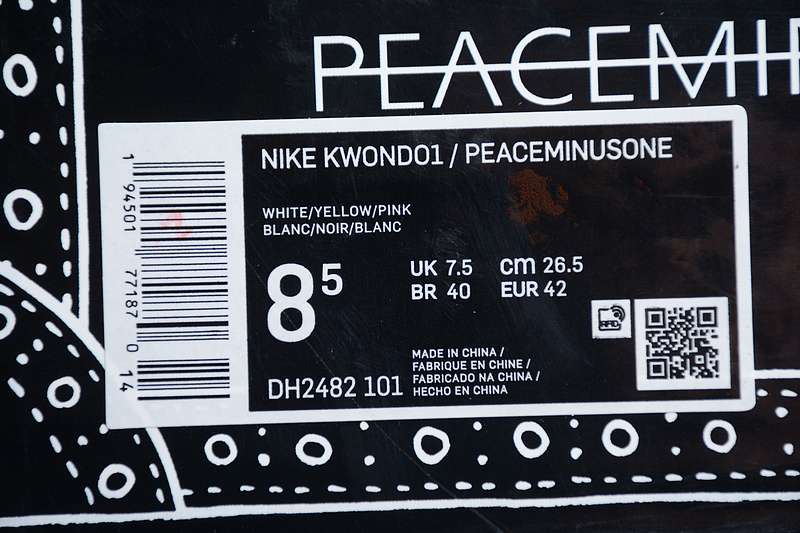 PEACEMI
NIKE KWONDO1 / PEACEMINUSONE
WHITE/YELLOW/PINK
BLANC/NOIR/BLANC
8 5
UK 7.5 cm 26.5
BR 40 EUR 42
RFID
DH2482 101
MADE IN CHINA /
FABRIQUE EN CHINE /
FABRICADO NA CHINA /
HECHO EN CHINA
1 94501 77187 0 14